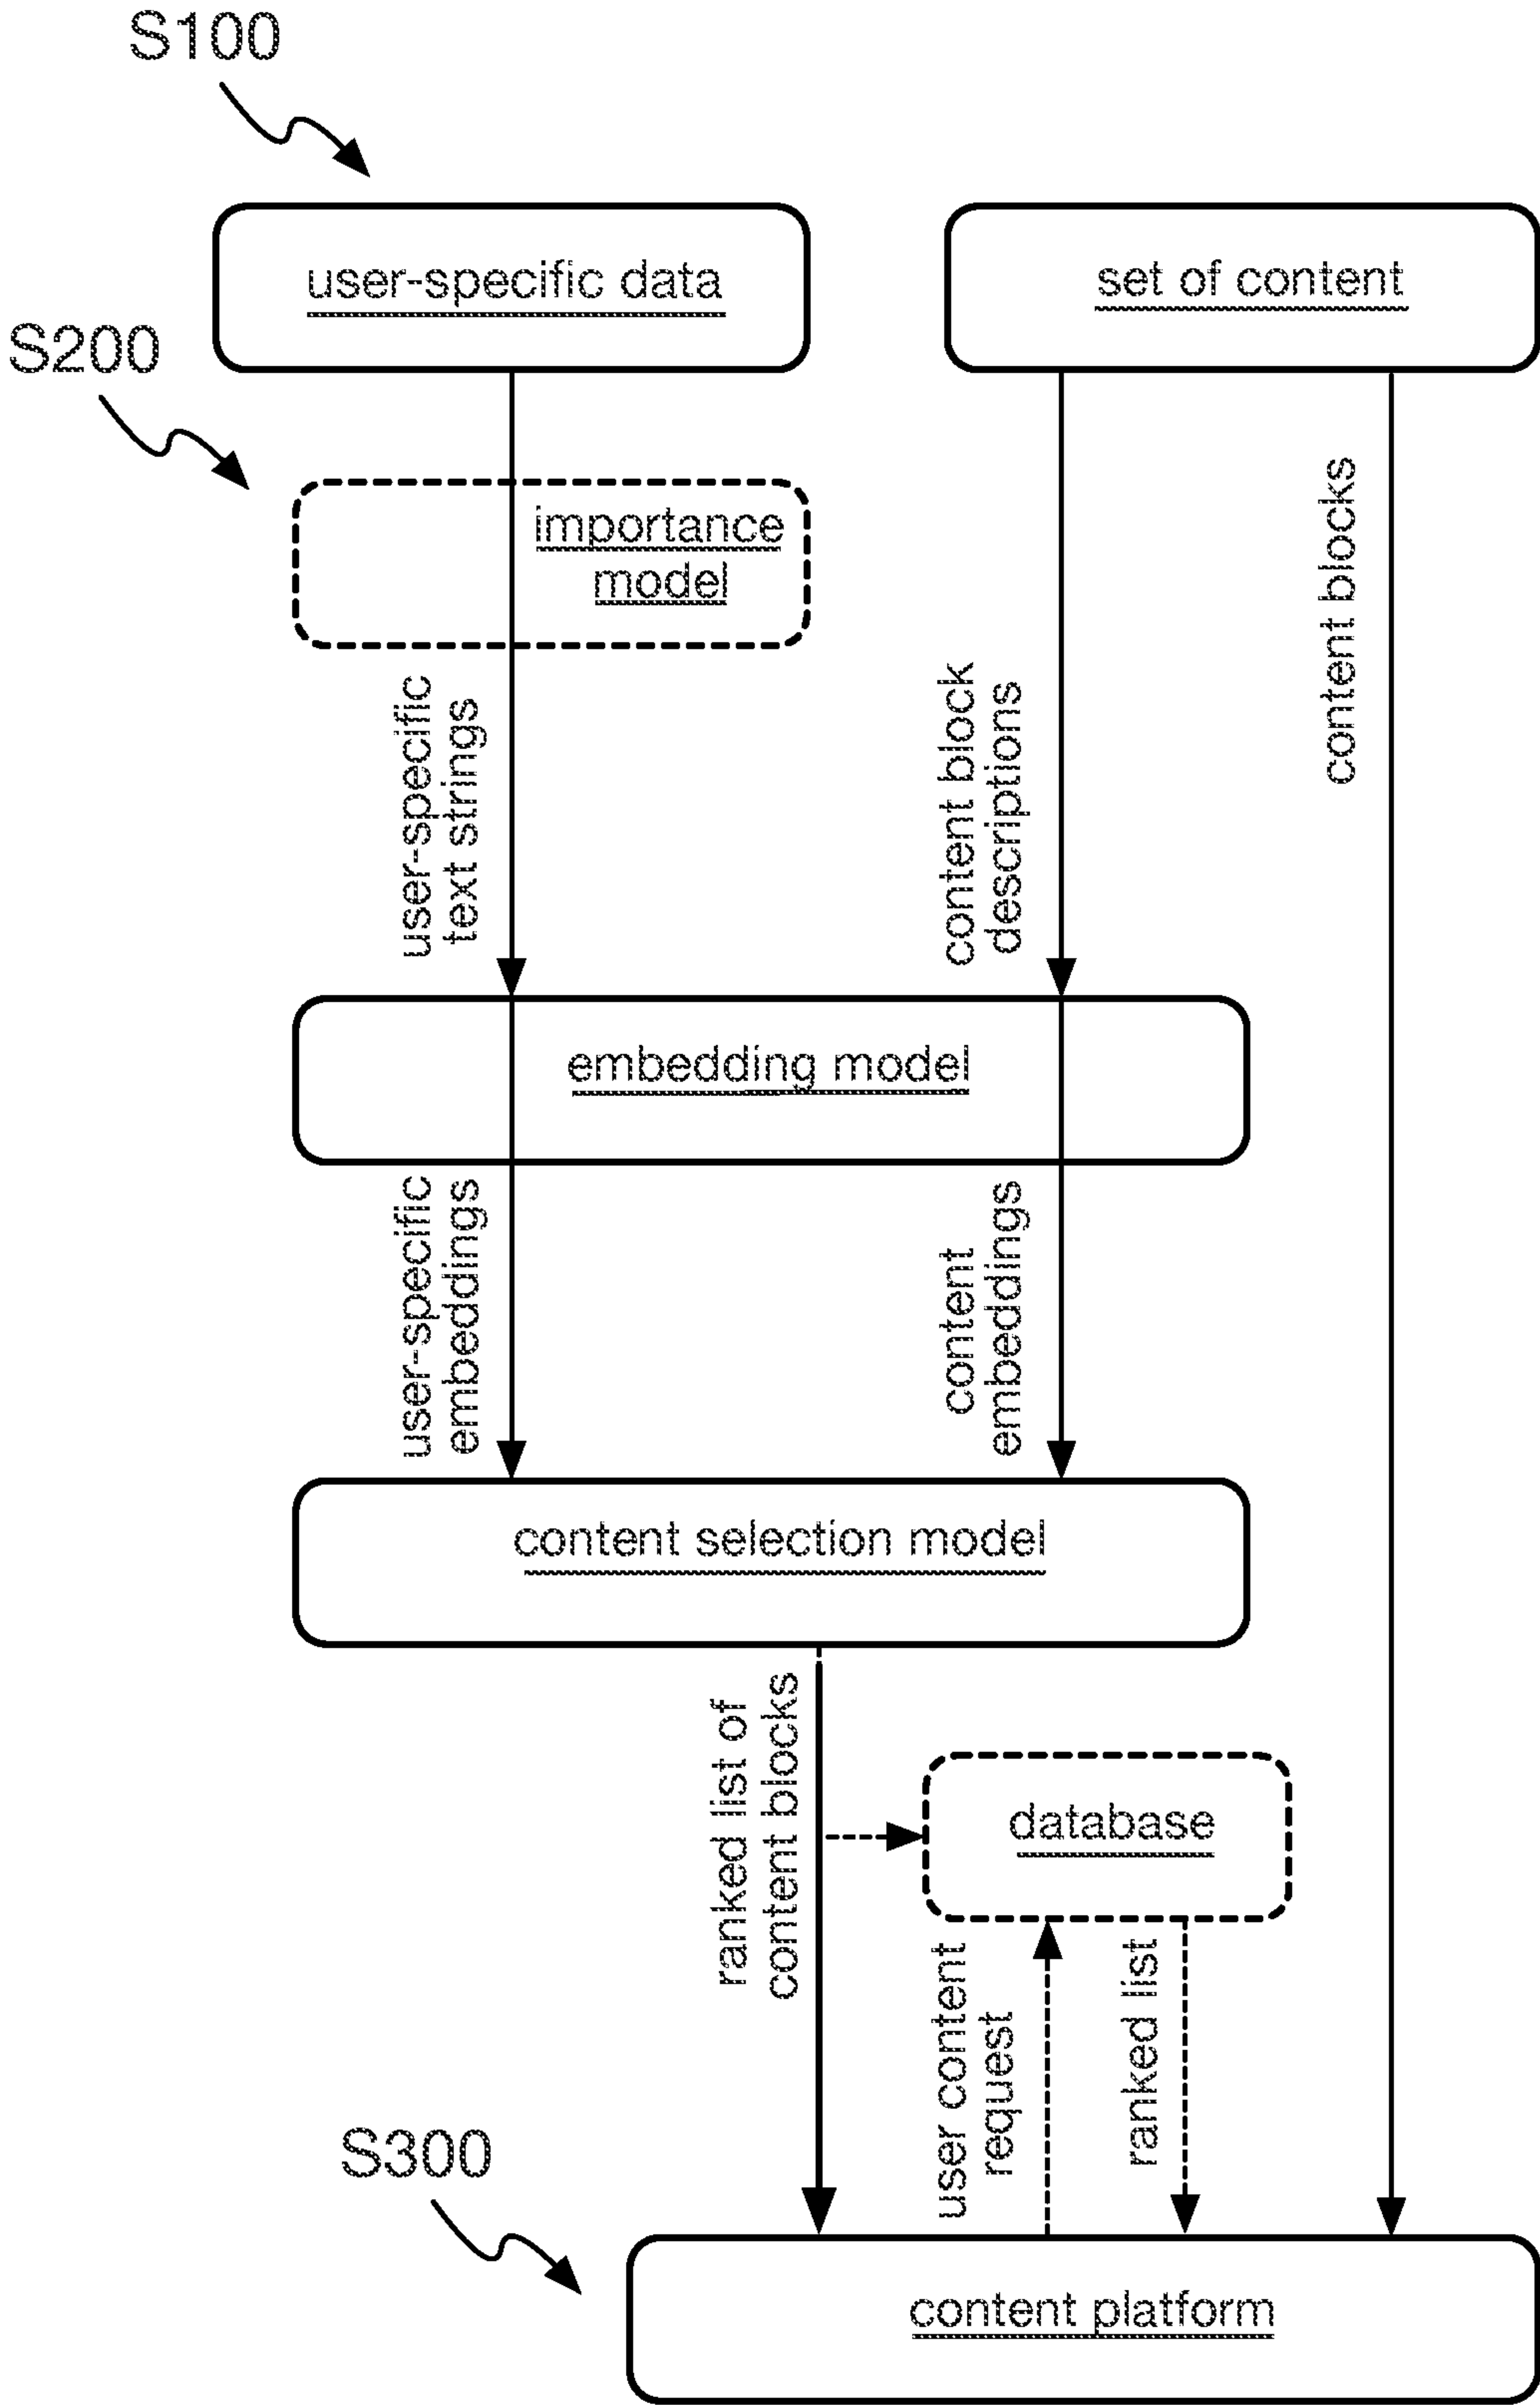 S100
user-specific data
set of content
S200
importance
model
content blocks
user-specific
text strings
content block
descriptions
embedding model
user-specific
embeddings
content
embeddings
content selection model
ranked list of
content blocks
database
user content
request
ranked list
S300
content platform